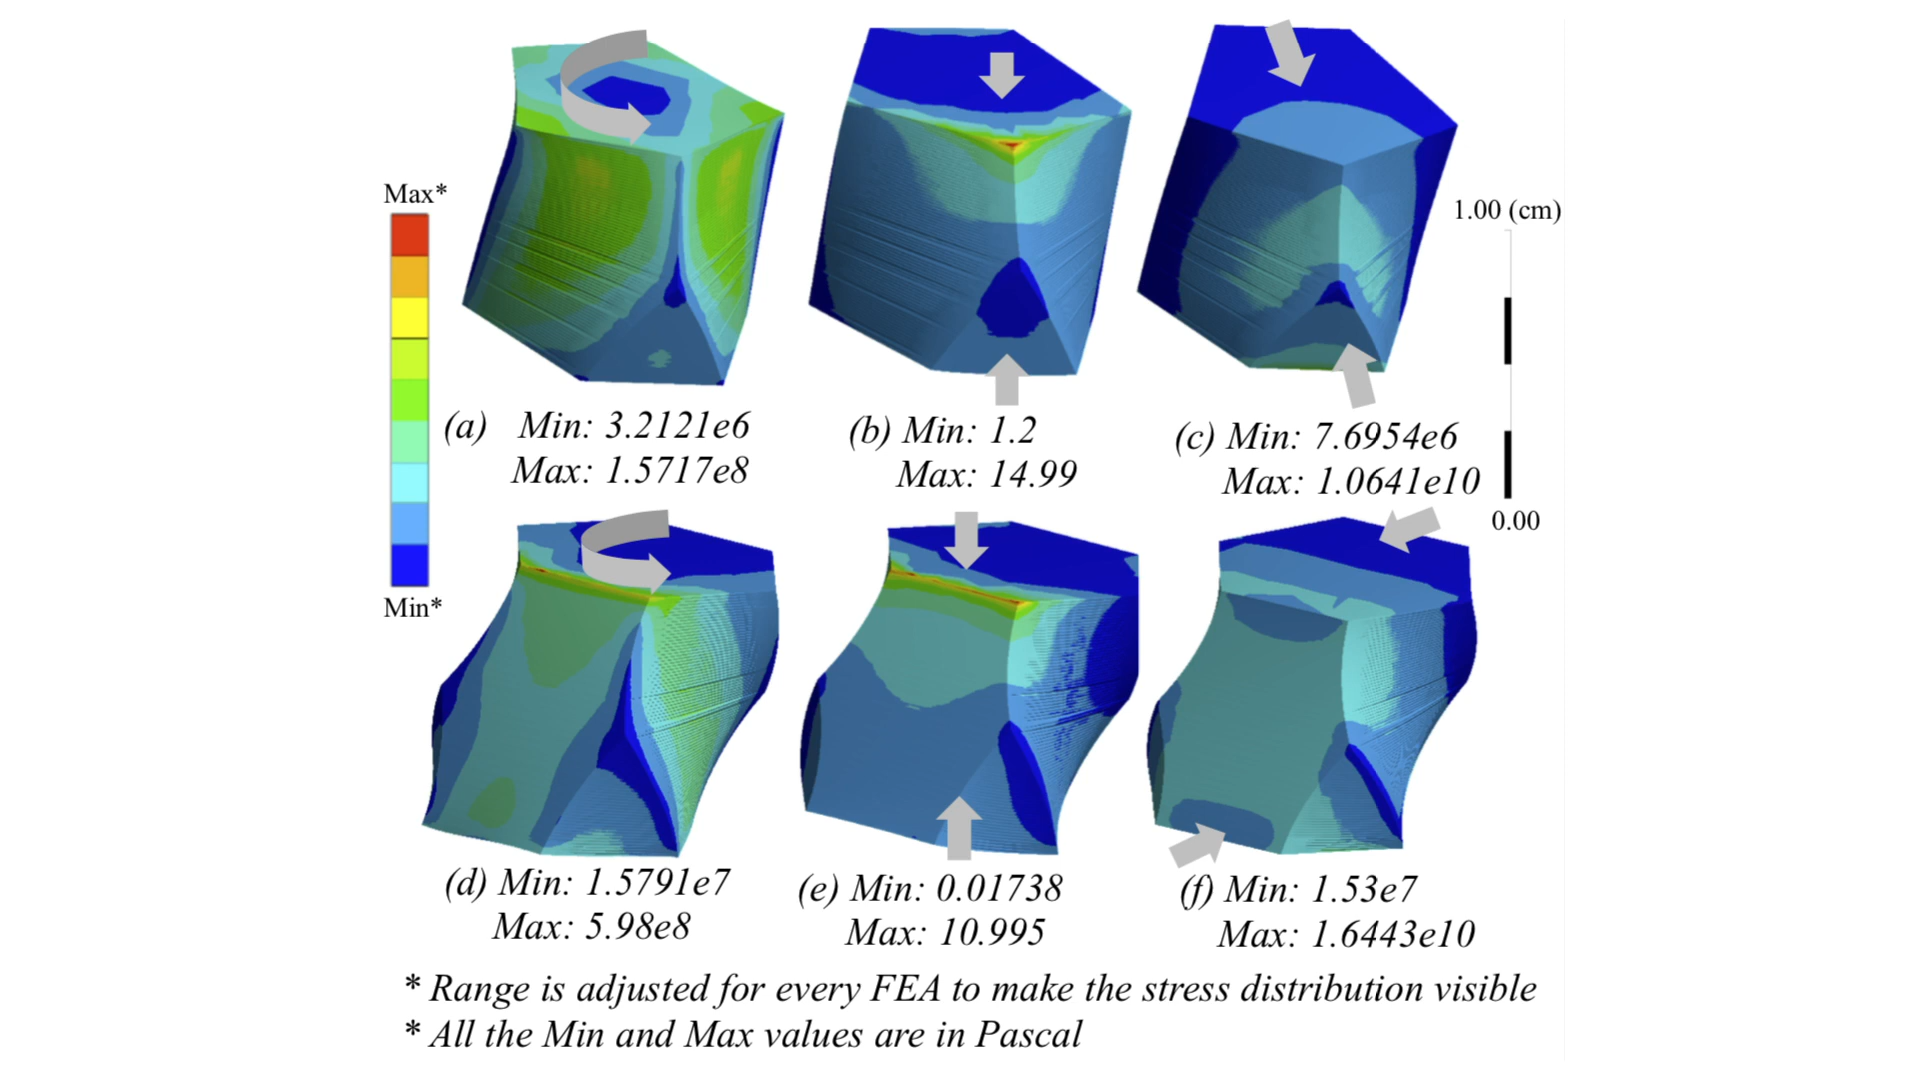 Max*
1.00 (cm)
(a) Min: 3.2121e6
Max: 1.5717e8
(b) Min: 1.2
Max: 14.99
(c) Min: 7.6954e6
Max: 1.0641e10
0.00
Min*
(d) Min: 1.5791e7
Max: 5.98e8
(e) Min: 0.01738
Max: 10.995
(f) Min: 1.53e7
Max: 1.6443e10
* Range is adjusted for every FEA to make the stress distribution visible
* All the Min and Max values are in Pascal